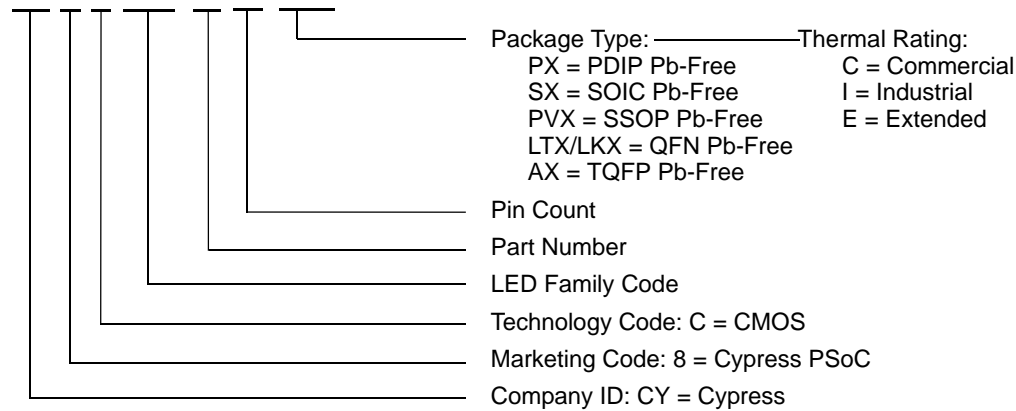 Package Type: Thermal Rating:
PX = PDIP Pb-Free C = Commercial
SX = SOIC Pb-Free I = Industrial
PVX = SSOP Pb-Free E = Extended
LTX/LKX = QFN Pb-Free
AX = TQFP Pb-Free
Pin Count
Part Number
LED Family Code
Technology Code: C = CMOS
Marketing Code: 8 = Cypress PSoC
Company ID: CY = Cypress